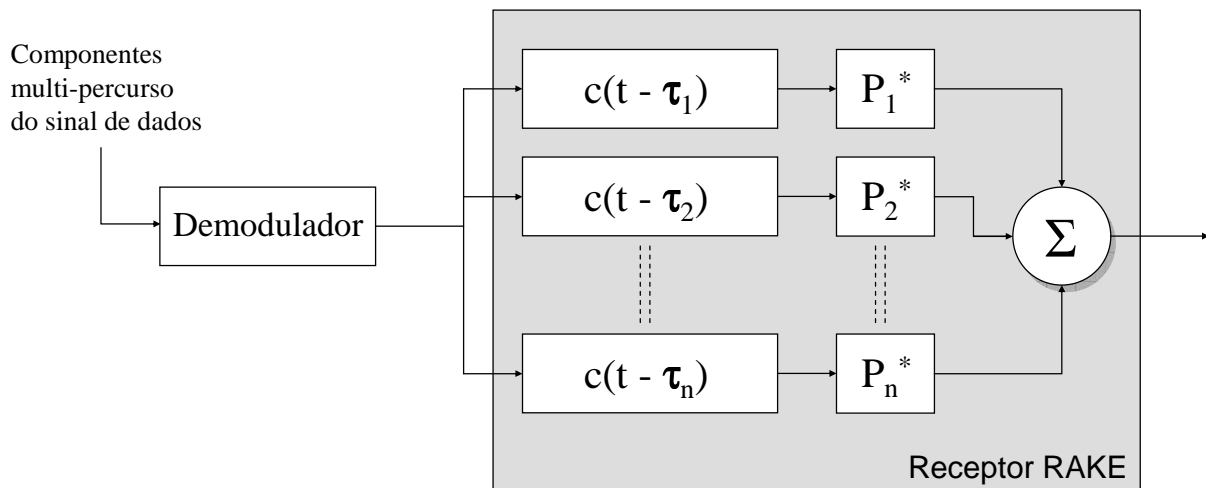 Componentes
multi-percurso
do sinal de dados
Demodulador
c(t - τ₁)
P₁*
c(t - τ₂)
P₂*
Σ
c(t - τₙ)
Pₙ*
Receptor RAKE